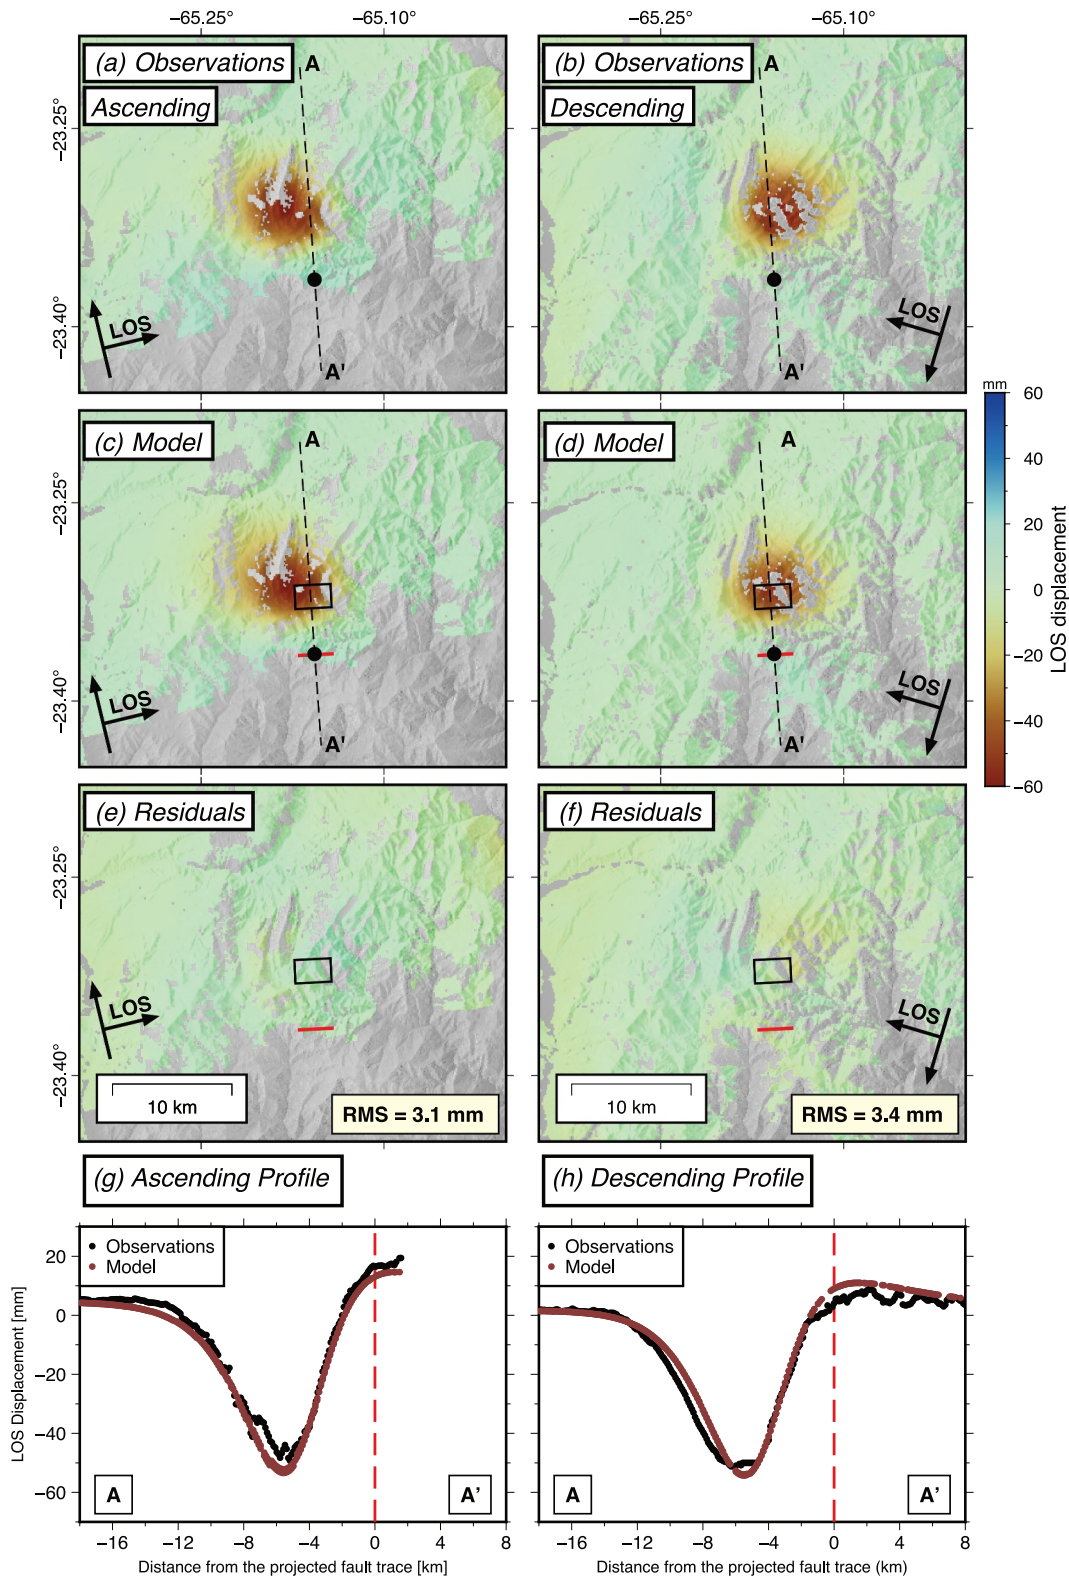 −65.25° −65.10° −65.25° −65.10°
(a) Observations
Ascending
A
−23.25°
−23.40°
LOS
A'
(b) Observations
Descending
A
LOS
A'
(c) Model
A
−23.25°
−23.40°
LOS
A'
(d) Model
A
LOS
A'
mm
60
40
20
0
−20
−40
−60
LOS displacement
(e) Residuals
−23.25°
−23.40°
LOS
10 km
RMS = 3.1 mm
(f) Residuals
LOS
10 km
RMS = 3.4 mm
(g) Ascending Profile
Observations
Model
20
0
−20
−40
−60
LOS Displacement [mm]
A
A'
−16 −12 −8 −4 0 4 8
Distance from the projected fault trace [km]
(h) Descending Profile
Observations
Model
A
A'
−16 −12 −8 −4 0 4 8
Distance from the projected fault trace (km)